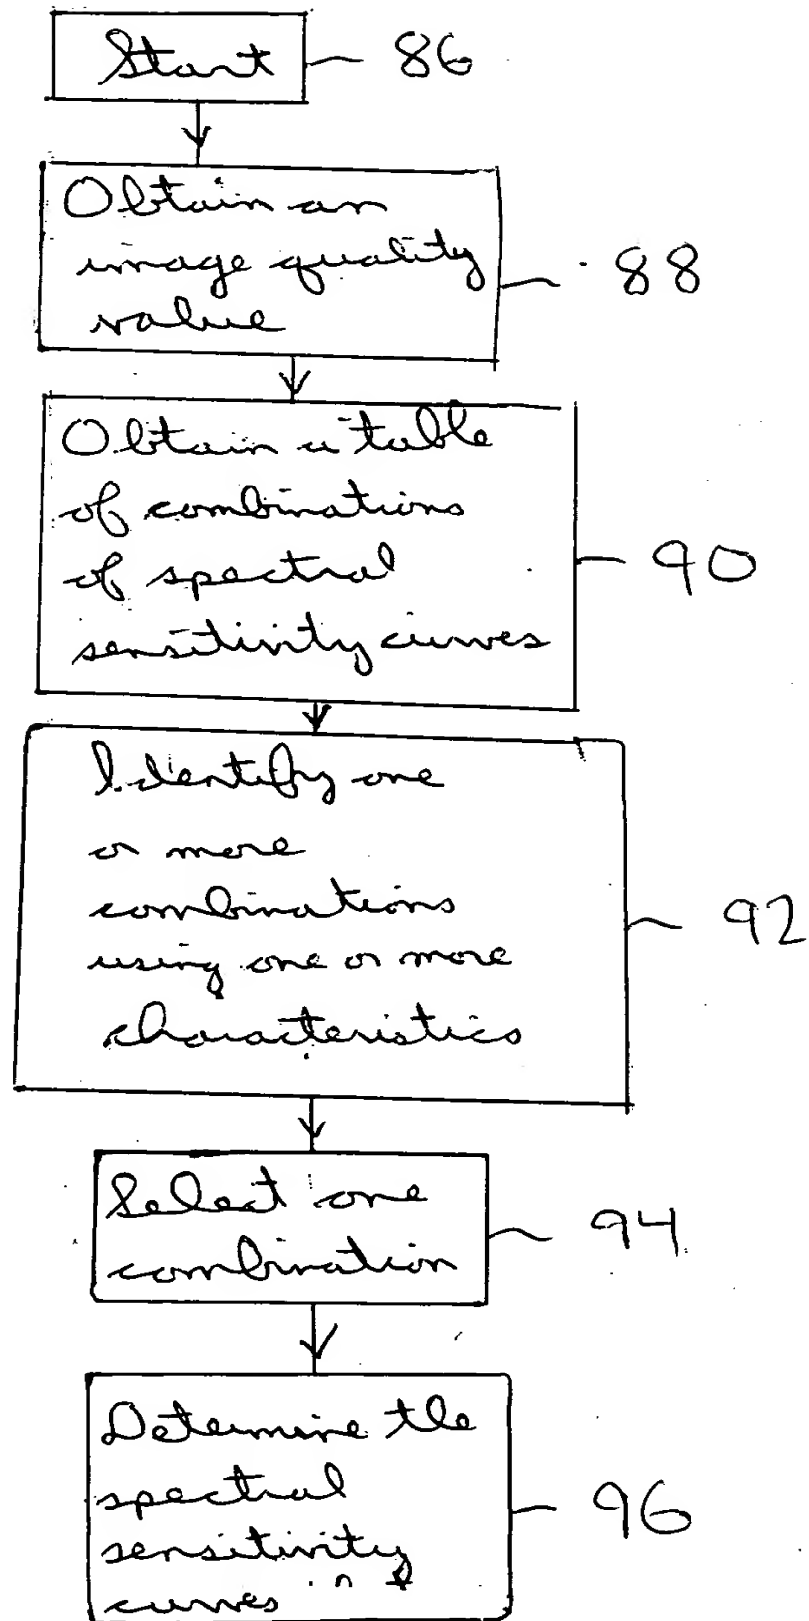 Start 86
Obtain an
image quality
value
88
Obtain a table
of combinations
of spectral
sensitivity curves
90
Identify one
or more
combinations
using one or more
characteristics
92
Select one
combination
94
Determine the
spectral
sensitivity
curves in
96